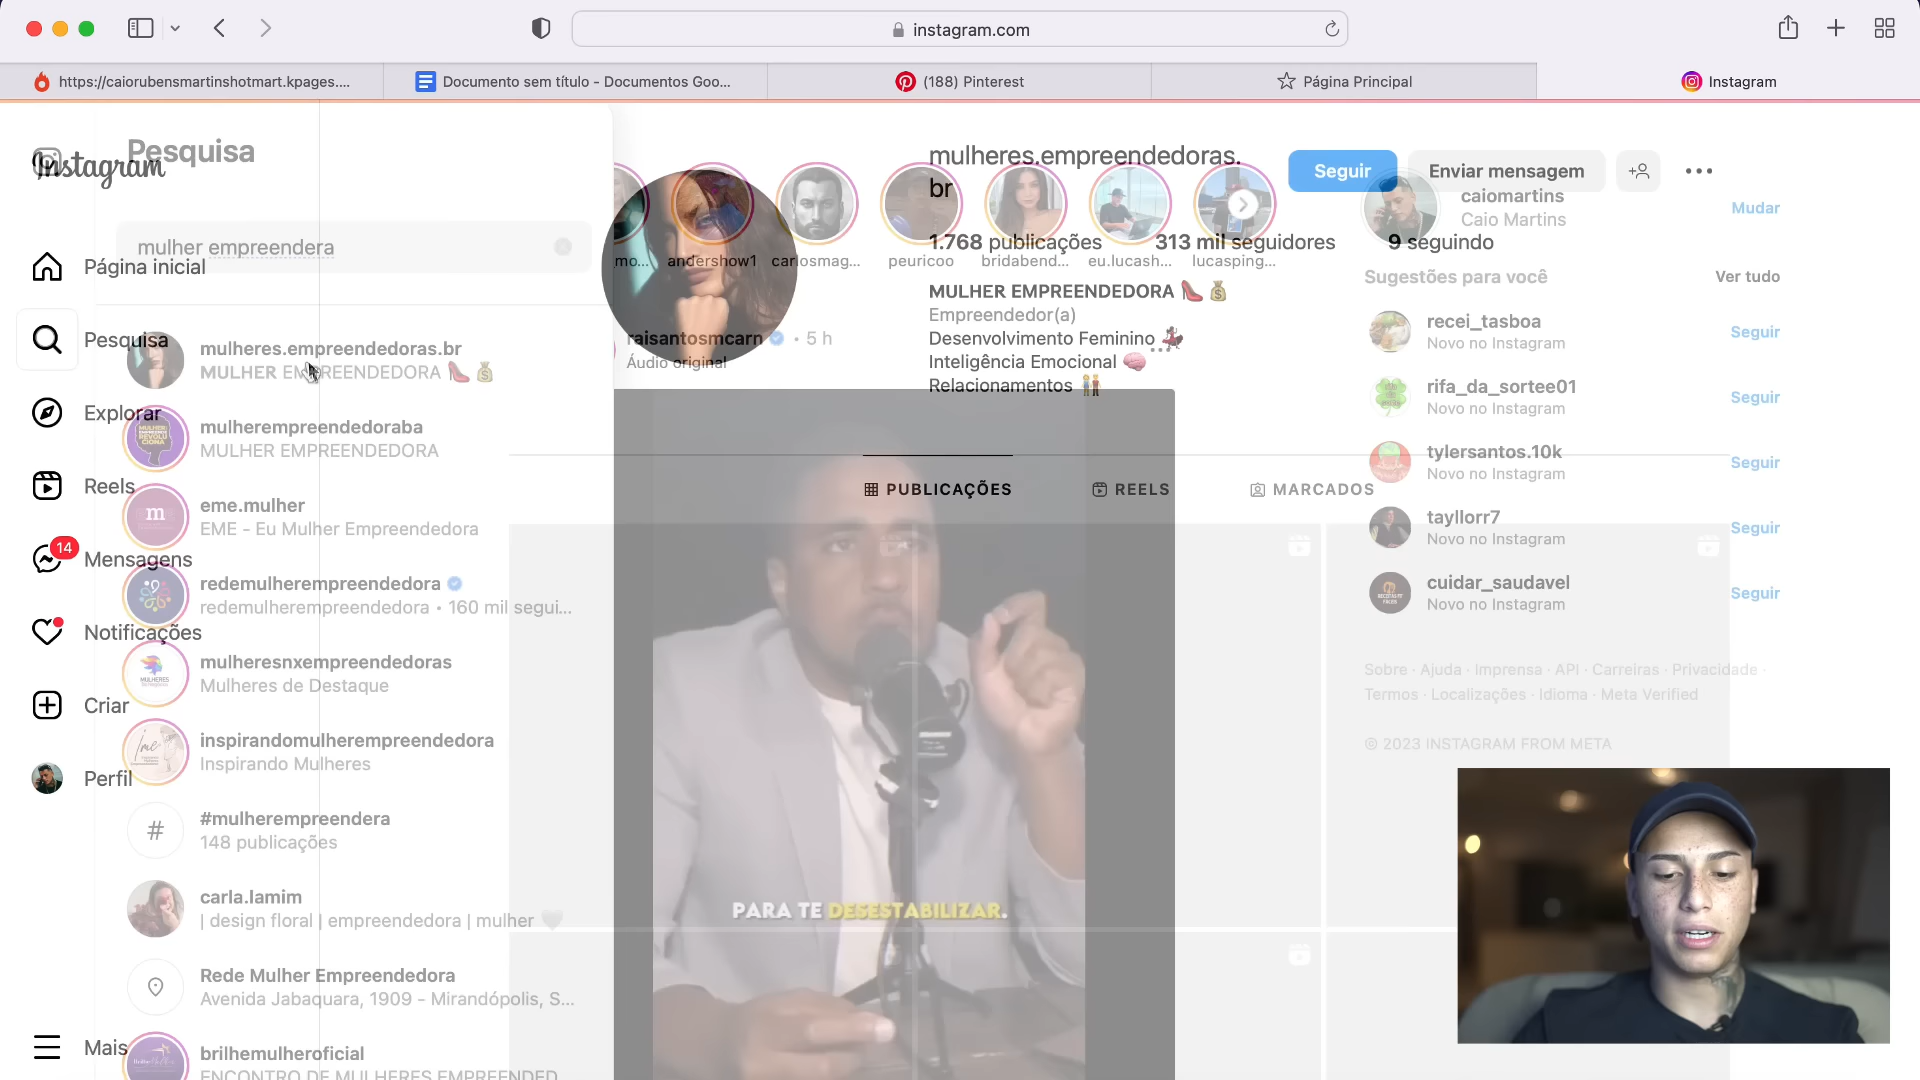 instagram.com
https://caiorubensmartinshotmart.kpages....
Documento sem título - Documentos Goo...
(188) Pinterest
Página Principal
Instagram
Instagram
Pesquisa
mulher empreendera
Página inicial
Pesquisa
Explorar
Reels
14
Mensagens
Notificações
Criar
Perfil
Mais
mulheres.empreendedoras.br
MULHER EMPREENDEDORA 👠💰
mulherempreendedoraba
MULHER EMPREENDEDORA
eme.mulher
EME - Eu Mulher Empreendedora
redemulherempreendedora
redemulherempreendedora • 160 mil segui...
mulheresnxempreendedoras
Mulheres de Destaque
inspirandomulherempreendedora
Inspirando Mulheres
#mulherempreendera
148 publicações
carla.lamim
| design floral | empreendedora | mulher 🤍
Rede Mulher Empreendedora
Avenida Jabaquara, 1909 - Mirandópolis, S...
brilhemulheroficial
ENCONTRO DE MULHERES EMPREENDED
mo...
andershow1
carlosmag...
peuricoo
bridabend...
eu.lucash...
lucasping...
raisantosmcarn • 5 h
Áudio original
mulheres.empreendedoras.
br
Seguir
Enviar mensagem
1.768 publicações
313 mil seguidores
9 seguindo
MULHER EMPREENDEDORA 👠💰
Empreendedor(a)
Desenvolvimento Feminino 💃🏿
Inteligência Emocional 🧠
Relacionamentos 👫
PUBLICAÇÕES
REELS
MARCADOS
PARA TE DESESTABILIZAR.
caiomartins
Caio Martins
Mudar
Sugestões para você
Ver tudo
recei_tasboa
Novo no Instagram
Seguir
rifa_da_sortee01
Novo no Instagram
Seguir
tylersantos.10k
Novo no Instagram
Seguir
tayllorr7
Novo no Instagram
Seguir
cuidar_saudavel
Novo no Instagram
Seguir
Sobre · Ajuda · Imprensa · API · Carreiras · Privacidade ·
Termos · Localizações · Idioma · Meta Verified
© 2023 INSTAGRAM FROM META